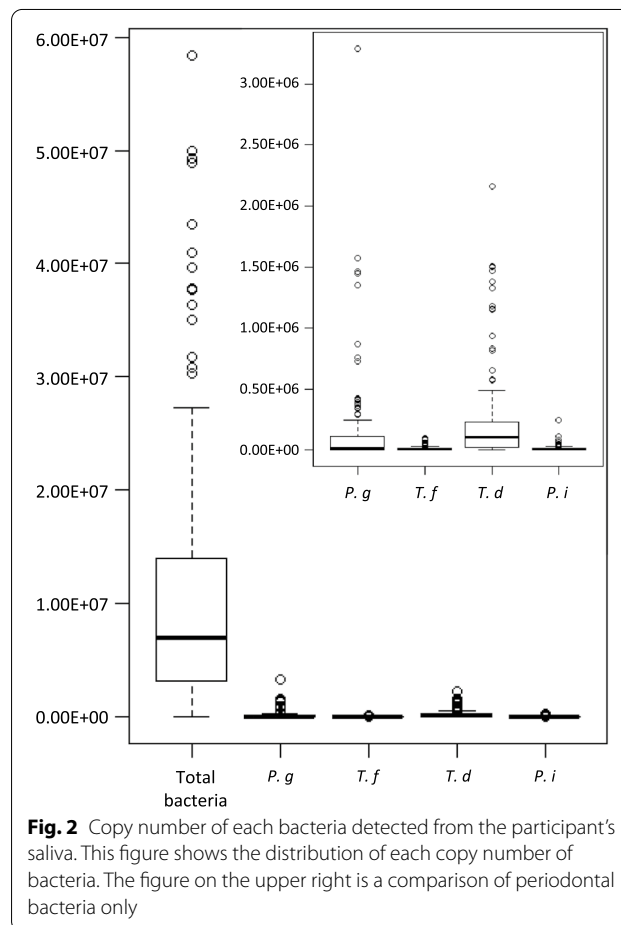 6.00E+07
5.00E+07
4.00E+07
3.00E+07
2.00E+07
1.00E+07
0.00E+00
3.00E+06
2.50E+06
2.00E+06
1.50E+06
1.00E+06
0.50E+06
0.00E+00
P. g T. f T. d P. i
Total
bacteria
P. g T. f T. d P. i
Fig. 2 Copy number of each bacteria detected from the participant's
saliva. This figure shows the distribution of each copy number of
bacteria. The figure on the upper right is a comparison of periodontal
bacteria only